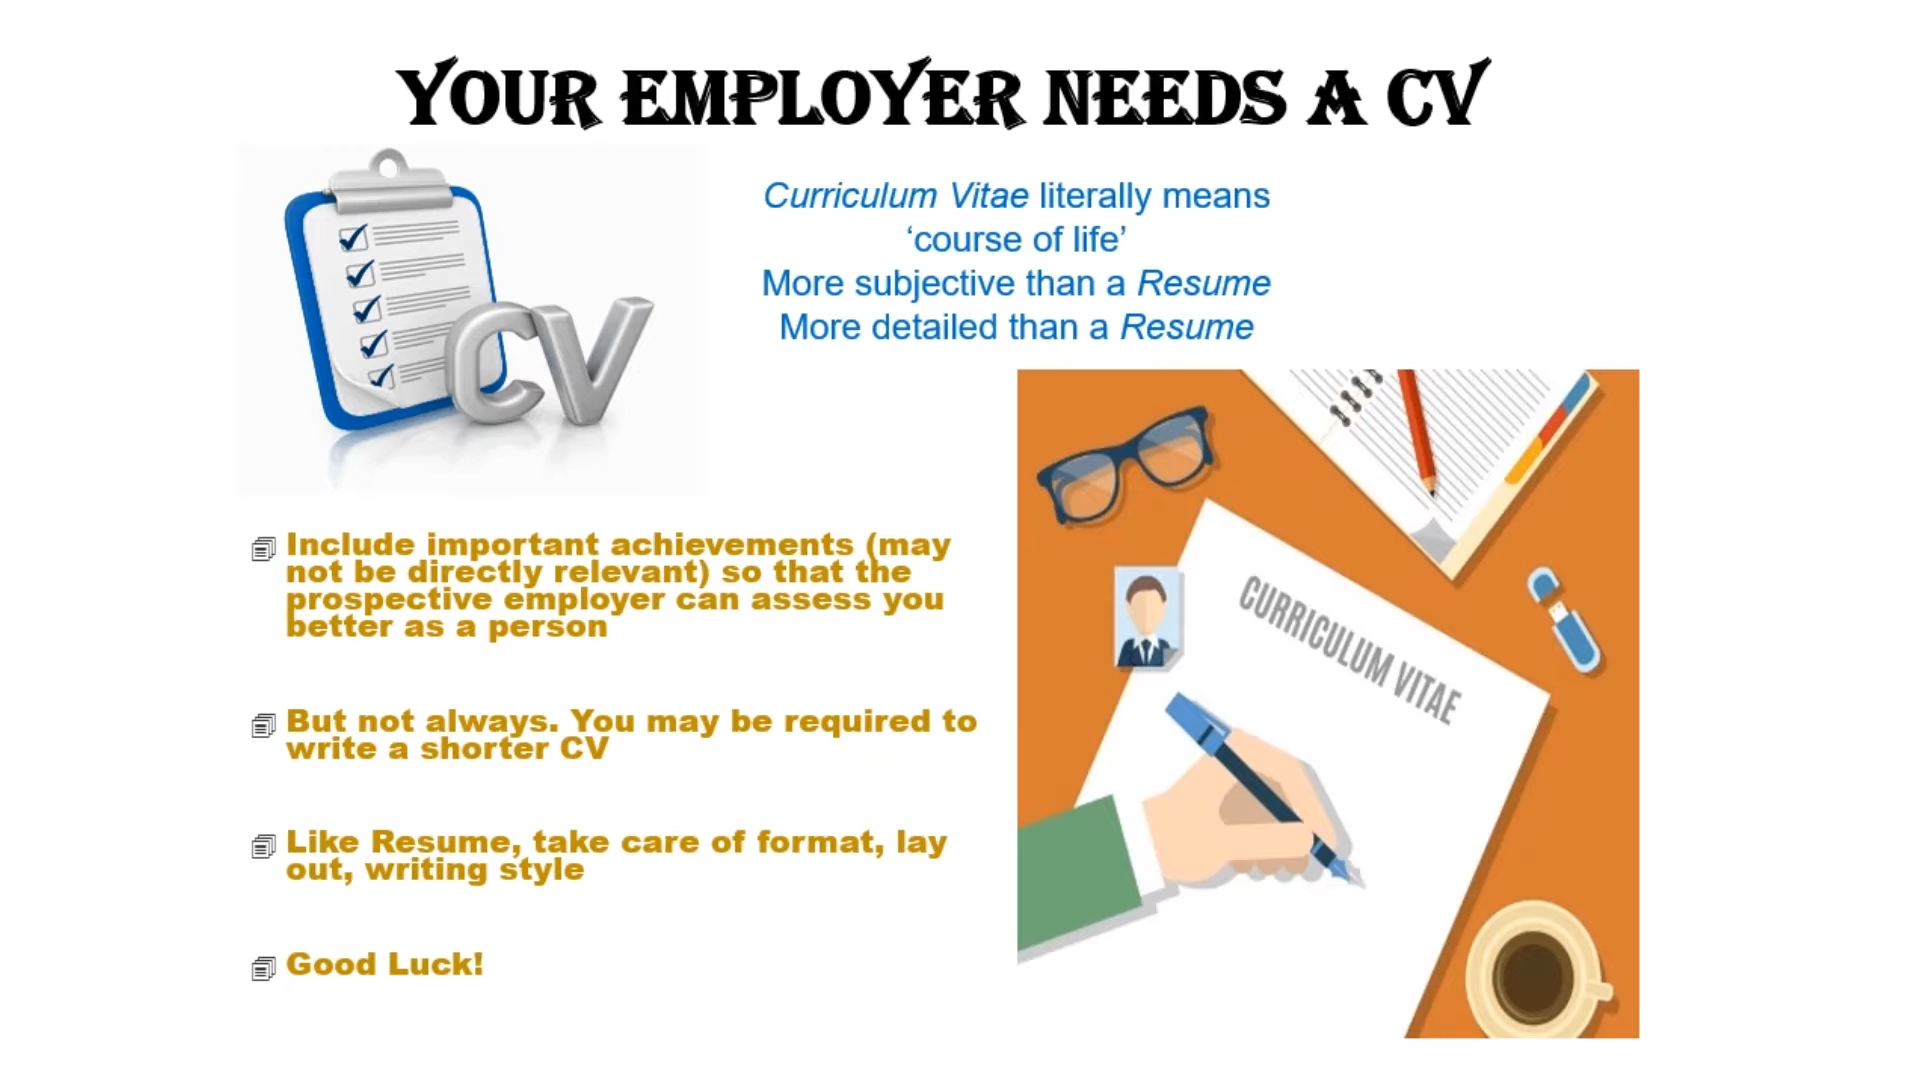 YOUR EMPLOYER NEEDS A CV
Curriculum Vitae literally means
‘course of life’
More subjective than a Resume
More detailed than a Resume
CV
Include important achievements (may
not be directly relevant) so that the
prospective employer can assess you
better as a person
But not always. You may be required to
write a shorter CV
Like Resume, take care of format, lay
out, writing style
Good Luck!
CURRICULUM VITAE